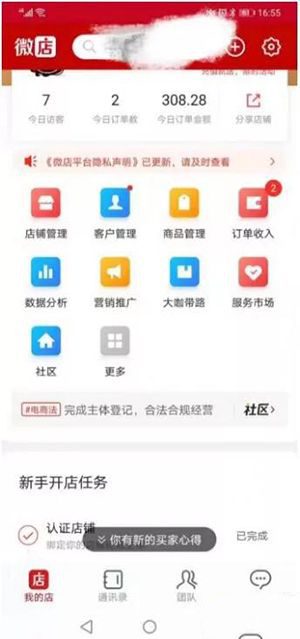 4G 16:55
微店
7 2 308.28
今日访客 今日订单数 今日订单金额 分享店铺
《微店平台隐私声明》已更新，请及时查看
2
店铺管理 客户管理 商品管理 订单收入
数据分析 营销推广 大咖带路 服务市场
社区 更多
#电商法 完成主体登记，合法合规经营 社区>
新手开店任务
认证店铺 已完成
绑定你的
你有新的买家心得
店
我的店 通讯录 团队